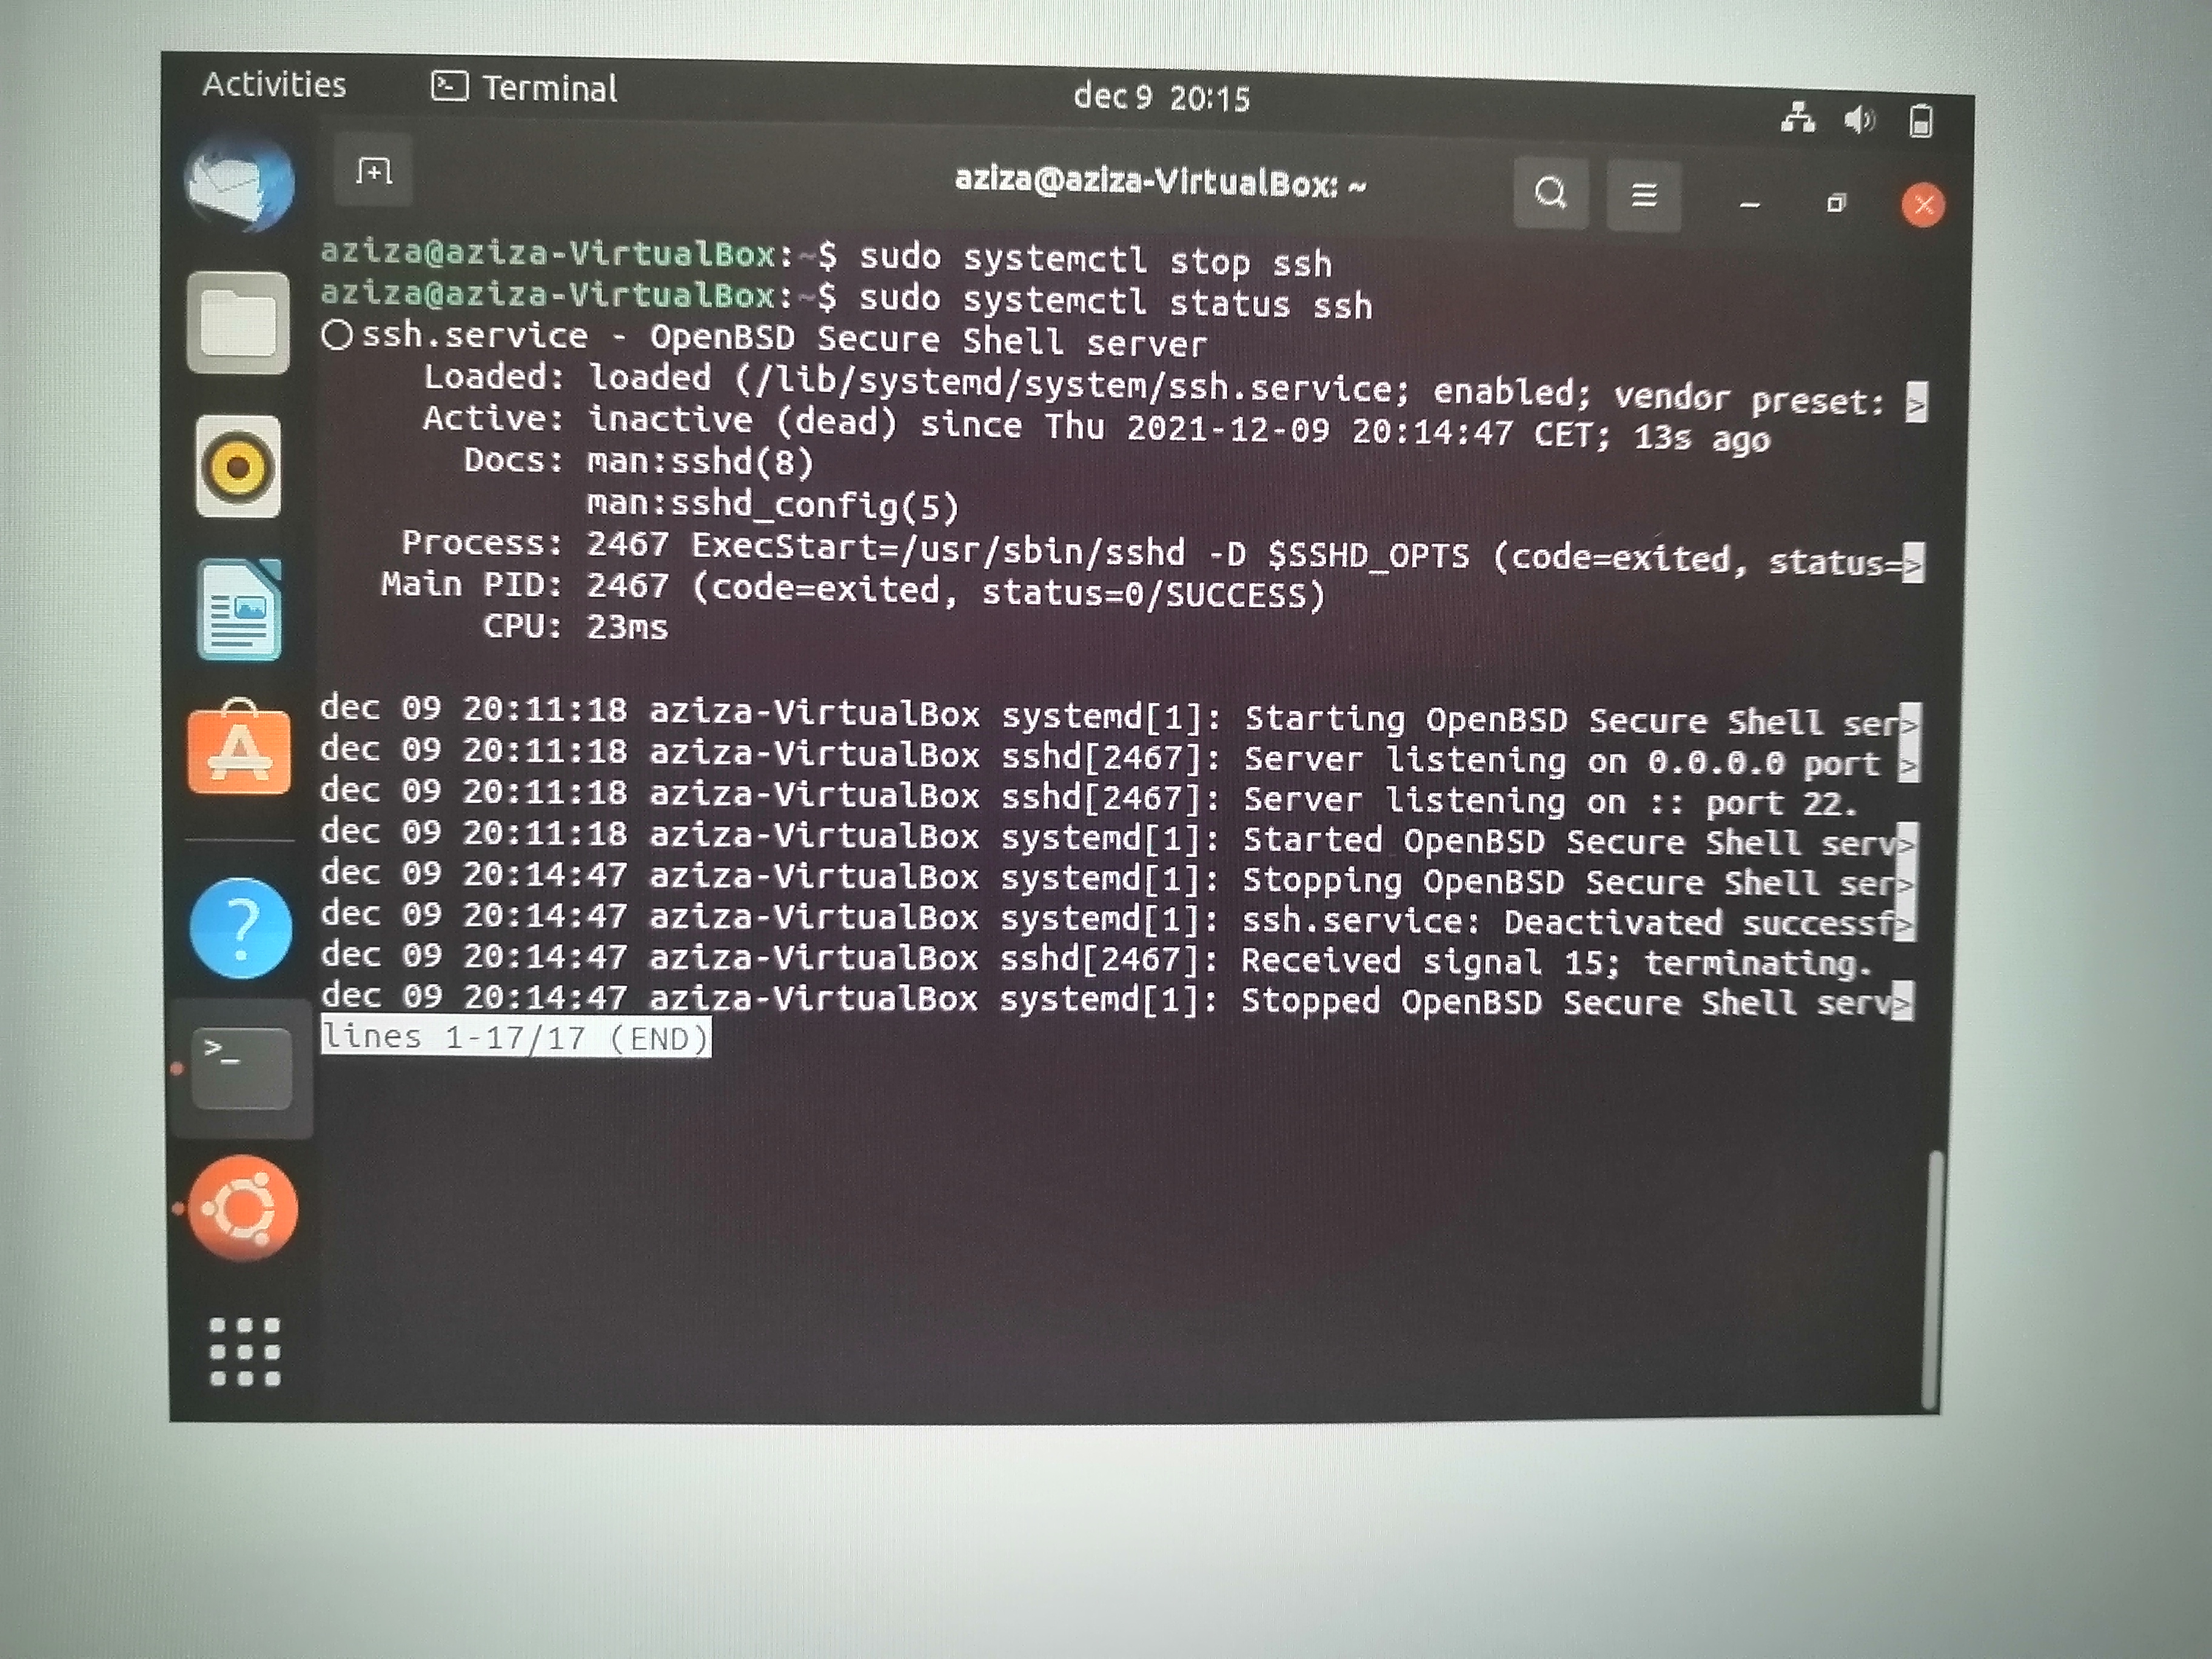 Activities
Terminal
dec 9 20:15
aziza@aziza-VirtualBox: ~
aziza@aziza-VirtualBox:~$ sudo systemctl stop ssh
aziza@aziza-VirtualBox:~$ sudo systemctl status ssh
ssh.service - OpenBSD Secure Shell server
Loaded: loaded (/lib/systemd/system/ssh.service; enabled; vendor preset: >
Active: inactive (dead) since Thu 2021-12-09 20:14:47 CET; 13s ago
Docs: man:sshd(8)
man:sshd_config(5)
Process: 2467 ExecStart=/usr/sbin/sshd -D $SSHD_OPTS (code=exited, status=>
Main PID: 2467 (code=exited, status=0/SUCCESS)
CPU: 23ms
dec 09 20:11:18 aziza-VirtualBox systemd[1]: Starting OpenBSD Secure Shell ser>
dec 09 20:11:18 aziza-VirtualBox sshd[2467]: Server listening on 0.0.0.0 port >
dec 09 20:11:18 aziza-VirtualBox sshd[2467]: Server listening on :: port 22.
dec 09 20:11:18 aziza-VirtualBox systemd[1]: Started OpenBSD Secure Shell serv>
dec 09 20:14:47 aziza-VirtualBox systemd[1]: Stopping OpenBSD Secure Shell ser>
dec 09 20:14:47 aziza-VirtualBox systemd[1]: ssh.service: Deactivated successf>
dec 09 20:14:47 aziza-VirtualBox sshd[2467]: Received signal 15; terminating.
dec 09 20:14:47 aziza-VirtualBox systemd[1]: Stopped OpenBSD Secure Shell serv>
lines 1-17/17 (END)